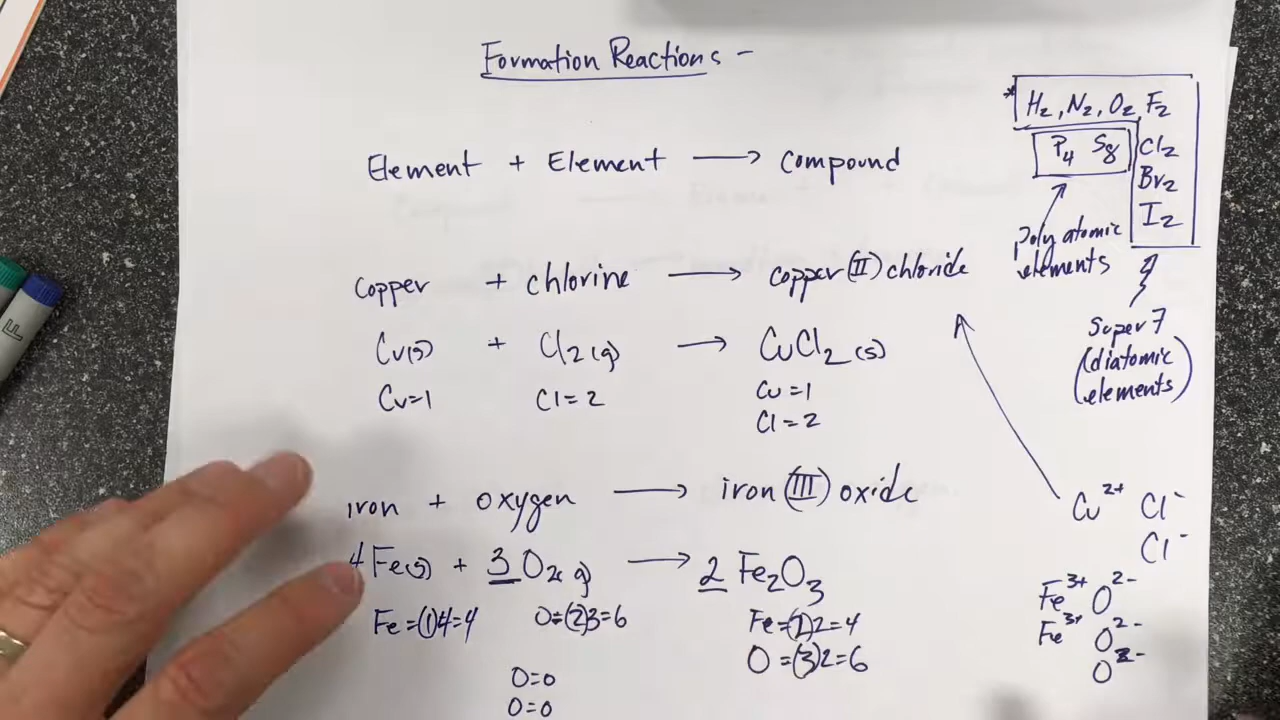 Formation Reactions -
Element + Element → compound
copper + chlorine → copper (II) chloride
Cu(s) + Cl2(g) → CuCl2(s)
Cu=1 Cl=2 Cu=1
Cl=2
iron + oxygen → iron (III) oxide
4Fe(s) + 3O2(g) → 2Fe2O3
Fe=(1)4=4 O=(2)3=6 Fe=(2)2=4
O=(3)2=6
O=O
O=O
* H2, N2, O2, F2
P4 S8 Cl2
Br2
I2
poly atomic
elements
Super 7
(diatomic
elements)
Cu2+ Cl-
Cl-
Fe3+ O2-
Fe3+ O2-
O2-
F